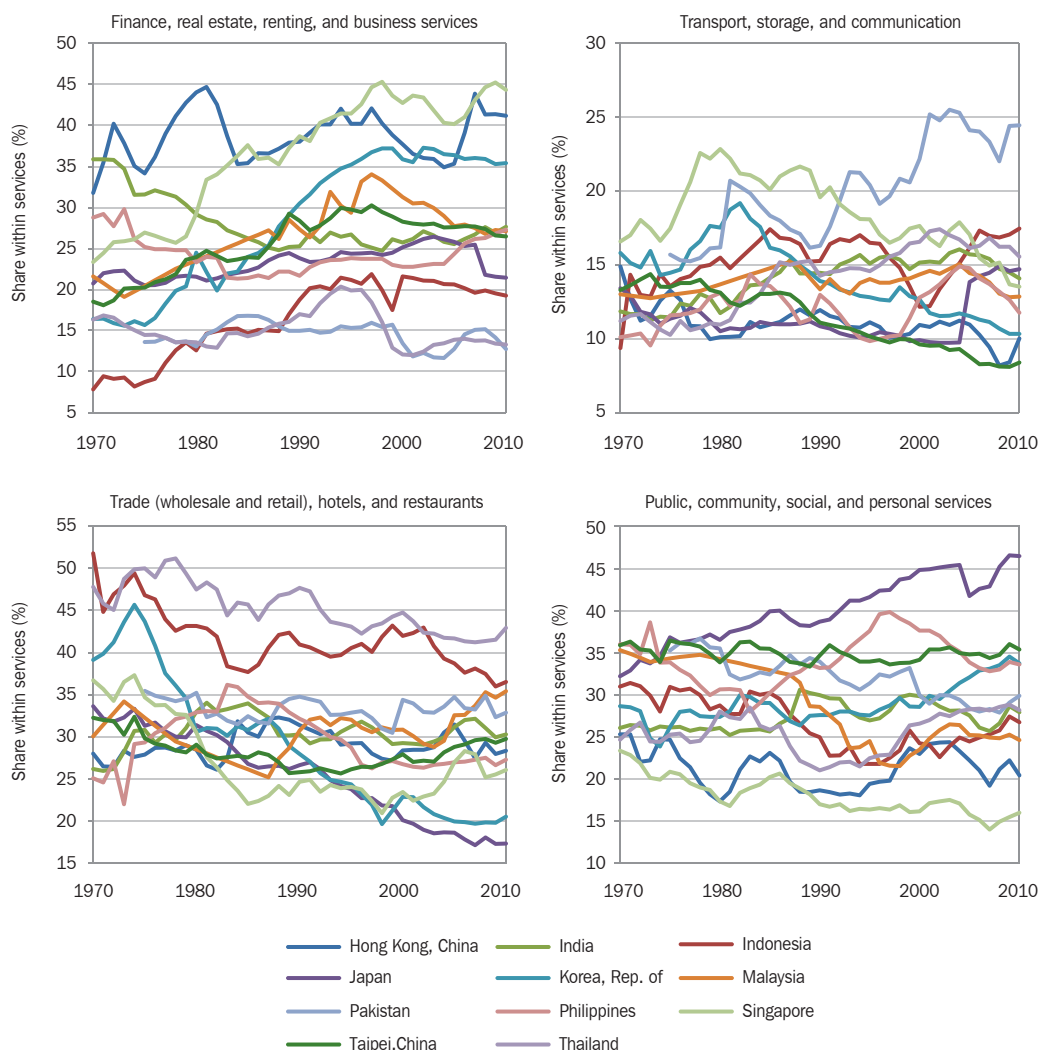 Finance, real estate, renting, and business services
Share within services (%)
50
45
40
35
30
25
20
15
10
5
1970 1980 1990 2000 2010
Transport, storage, and communication
Share within services (%)
30
25
20
15
10
5
1970 1980 1990 2000 2010
Trade (wholesale and retail), hotels, and restaurants
Share within services (%)
55
50
45
40
35
30
25
20
15
1970 1980 1990 2000 2010
Public, community, social, and personal services
Share within services (%)
50
45
40
35
30
25
20
15
10
1970 1980 1990 2000 2010
Hong Kong, China India Indonesia
Japan Korea, Rep. of Malaysia
Pakistan Philippines Singapore
Taipei,China Thailand